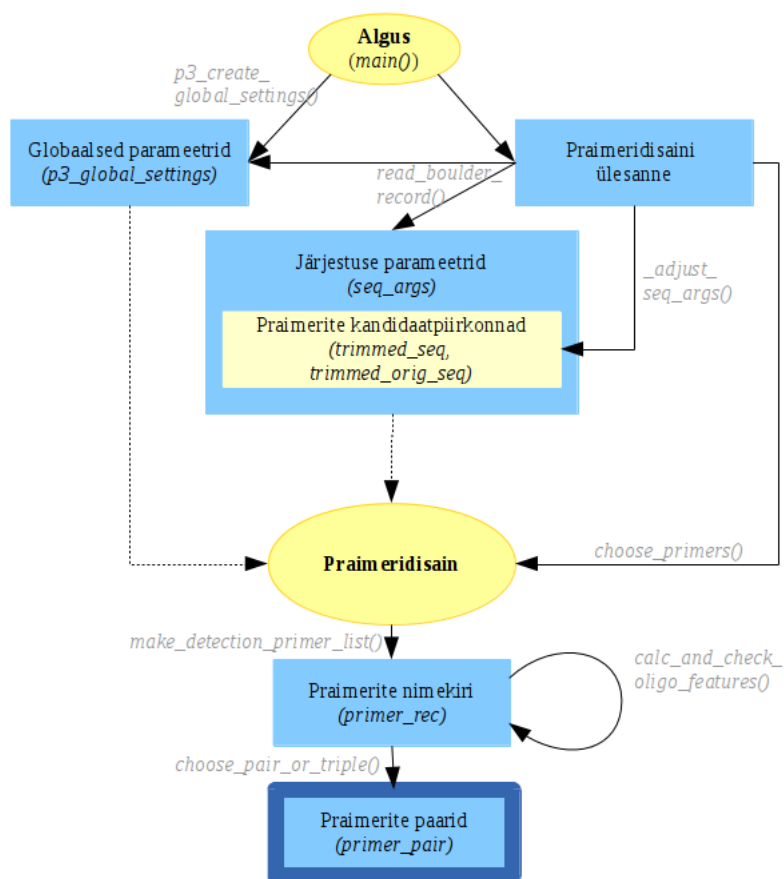 Algus
(main())
p3_create_
global_settings()
Globaalsed parameetrid
(p3_global_settings)
Praimeridisaini
ülesanne
read_boulder_
record()
Järjestuse parameetrid
(seq_args)
_adjust_
seq_args()
Praimerite kandidaatpiirkonnad
(trimmed_seq,
trimmed_orig_seq)
Praimeridisain
choose_primers()
make_detection_primer_list()
Praimerite nimekiri
(primer_rec)
calc_and_check_
oligo_features()
choose_pair_or_triple()
Praimerite paarid
(primer_pair)